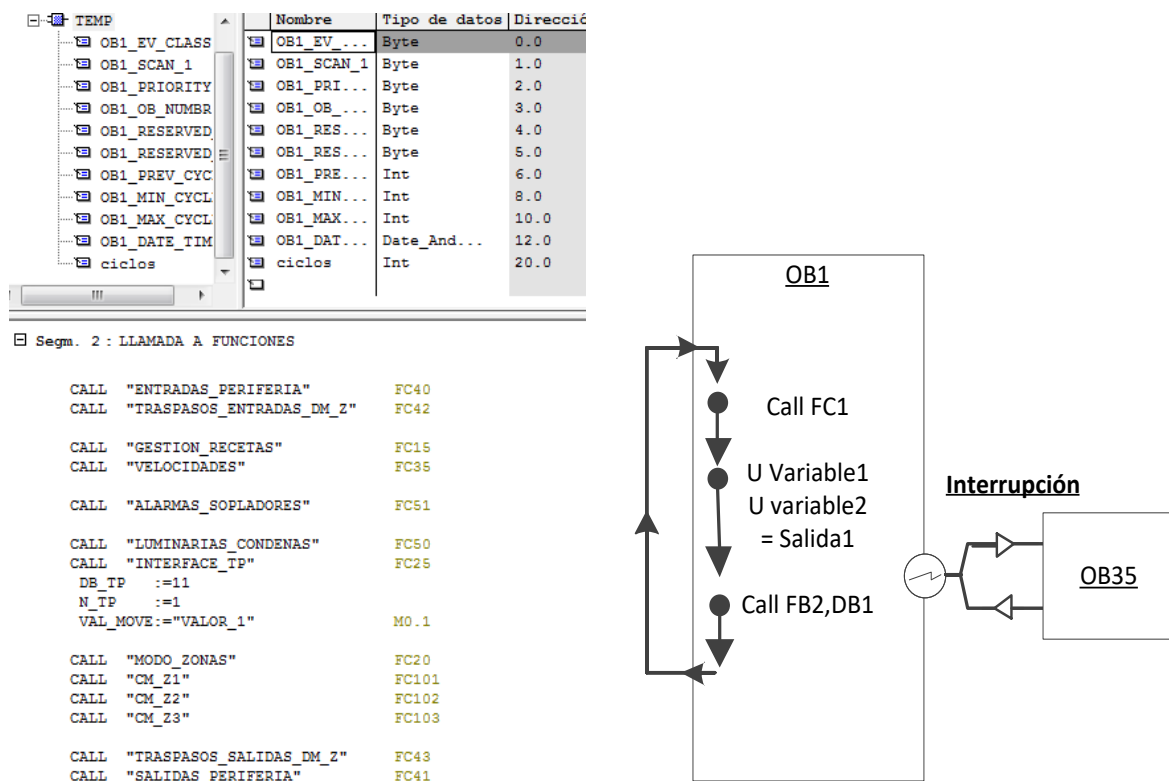 TEMP
OB1_EV_CLASS
OB1_SCAN_1
OB1_PRIORITY
OB1_OB_NUMBR
OB1_RESERVED_
OB1_RESERVED_
OB1_PREV_CYC
OB1_MIN_CYCL
OB1_MAX_CYCL
OB1_DATE_TIM
ciclos
Nombre Tipo de datos Direcció
OB1_EV_... Byte 0.0
OB1_SCAN_1 Byte 1.0
OB1_PRI... Byte 2.0
OB1_OB_... Byte 3.0
OB1_RES... Byte 4.0
OB1_RES... Byte 5.0
OB1_PRE... Int 6.0
OB1_MIN... Int 8.0
OB1_MAX... Int 10.0
OB1_DAT... Date_And... 12.0
ciclos Int 20.0
Segm. 2 : LLAMADA A FUNCIONES
CALL "ENTRADAS_PERIFERIA" FC40
CALL "TRASPASOS_ENTRADAS_DM_Z" FC42
CALL "GESTION_RECETAS" FC15
CALL "VELOCIDADES" FC35
CALL "ALARMAS_SOPLADORES" FC51
CALL "LUMINARIAS_CONDENAS" FC50
CALL "INTERFACE_TP" FC25
DB_TP :=11
N_TP :=1
VAL_MOVE:="VALOR_1" M0.1
CALL "MODO_ZONAS" FC20
CALL "CM_Z1" FC101
CALL "CM_Z2" FC102
CALL "CM_Z3" FC103
CALL "TRASPASOS_SALIDAS_DM_Z" FC43
CALL "SALIDAS_PERIFERIA" FC41
OB1
Call FC1
U Variable1
U variable2
= Salida1
Call FB2,DB1
Interrupción
OB35